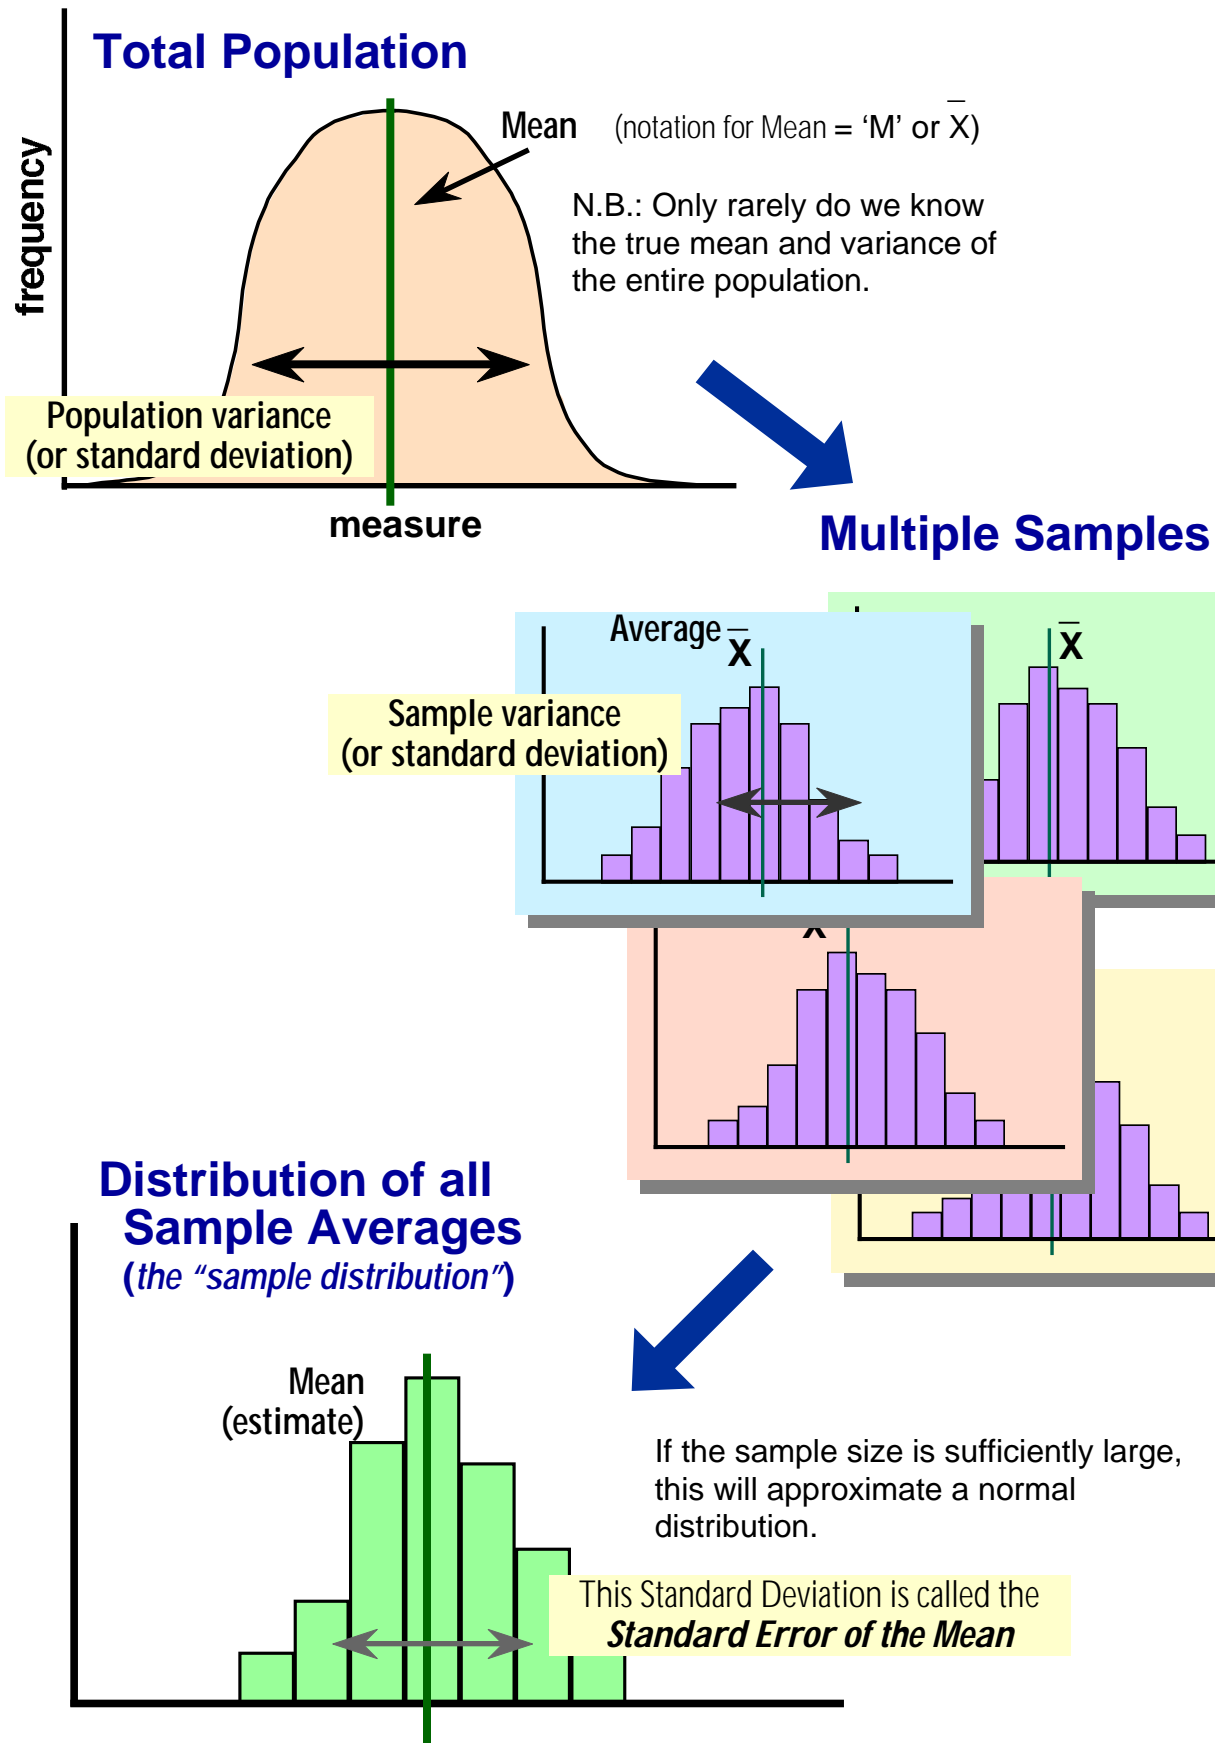 Total Population
frequency
Mean (notation for Mean = ‘M’ or X̅)
N.B.: Only rarely do we know
the true mean and variance of
the entire population.
Population variance
(or standard deviation)
measure
Multiple Samples
Average X̅
X̅
Sample variance
(or standard deviation)
X
Distribution of all
Sample Averages
(the “sample distribution”)
Mean
(estimate)
If the sample size is sufficiently large,
this will approximate a normal
distribution.
This Standard Deviation is called the
Standard Error of the Mean